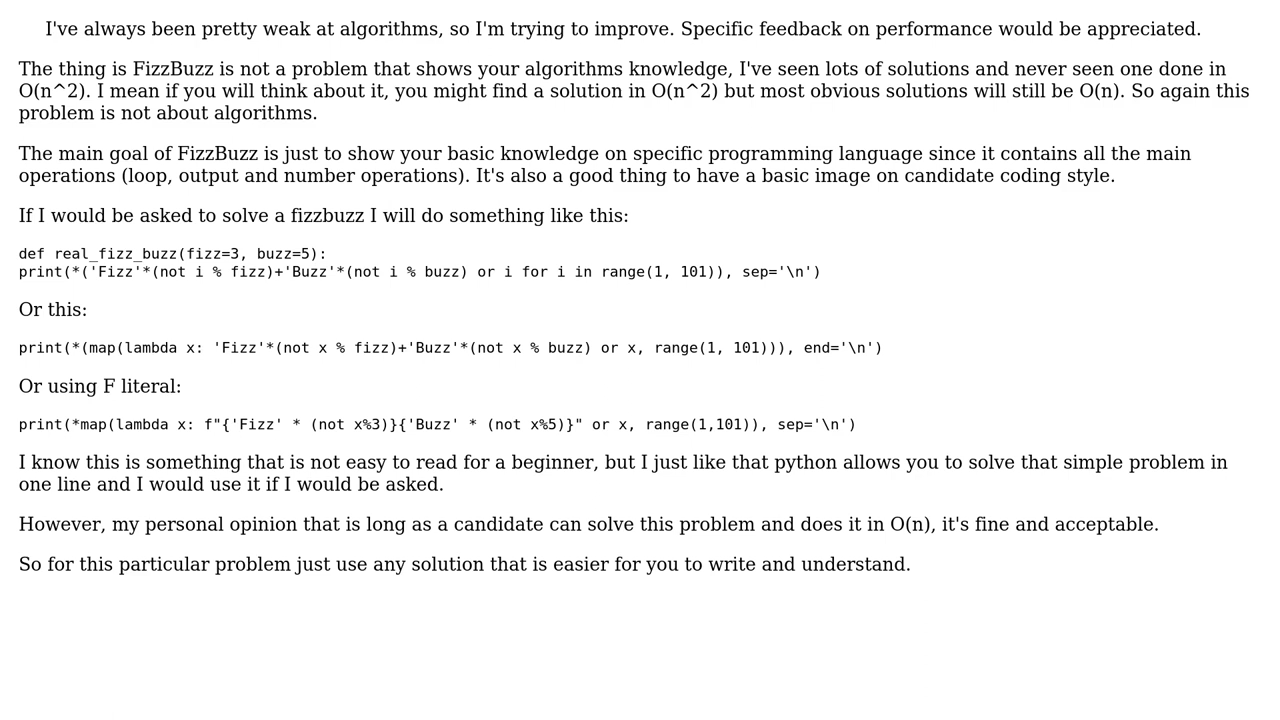 I've always been pretty weak at algorithms, so I'm trying to improve. Specific feedback on performance would be appreciated.
The thing is FizzBuzz is not a problem that shows your algorithms knowledge, I've seen lots of solutions and never seen one done in
O(n^2). I mean if you will think about it, you might find a solution in O(n^2) but most obvious solutions will still be O(n). So again this
problem is not about algorithms.
The main goal of FizzBuzz is just to show your basic knowledge on specific programming language since it contains all the main
operations (loop, output and number operations). It's also a good thing to have a basic image on candidate coding style.
If I would be asked to solve a fizzbuzz I will do something like this:
def real_fizz_buzz(fizz=3, buzz=5):
print(*('Fizz'*(not i % fizz)+'Buzz'*(not i % buzz) or i for i in range(1, 101)), sep='\n')
Or this:
print(*(map(lambda x: 'Fizz'*(not x % fizz)+'Buzz'*(not x % buzz) or x, range(1, 101))), end='\n')
Or using F literal:
print(*map(lambda x: f"{'Fizz' * (not x%3)}{'Buzz' * (not x%5)}" or x, range(1,101)), sep='\n')
I know this is something that is not easy to read for a beginner, but I just like that python allows you to solve that simple problem in
one line and I would use it if I would be asked.
However, my personal opinion that is long as a candidate can solve this problem and does it in O(n), it's fine and acceptable.
So for this particular problem just use any solution that is easier for you to write and understand.